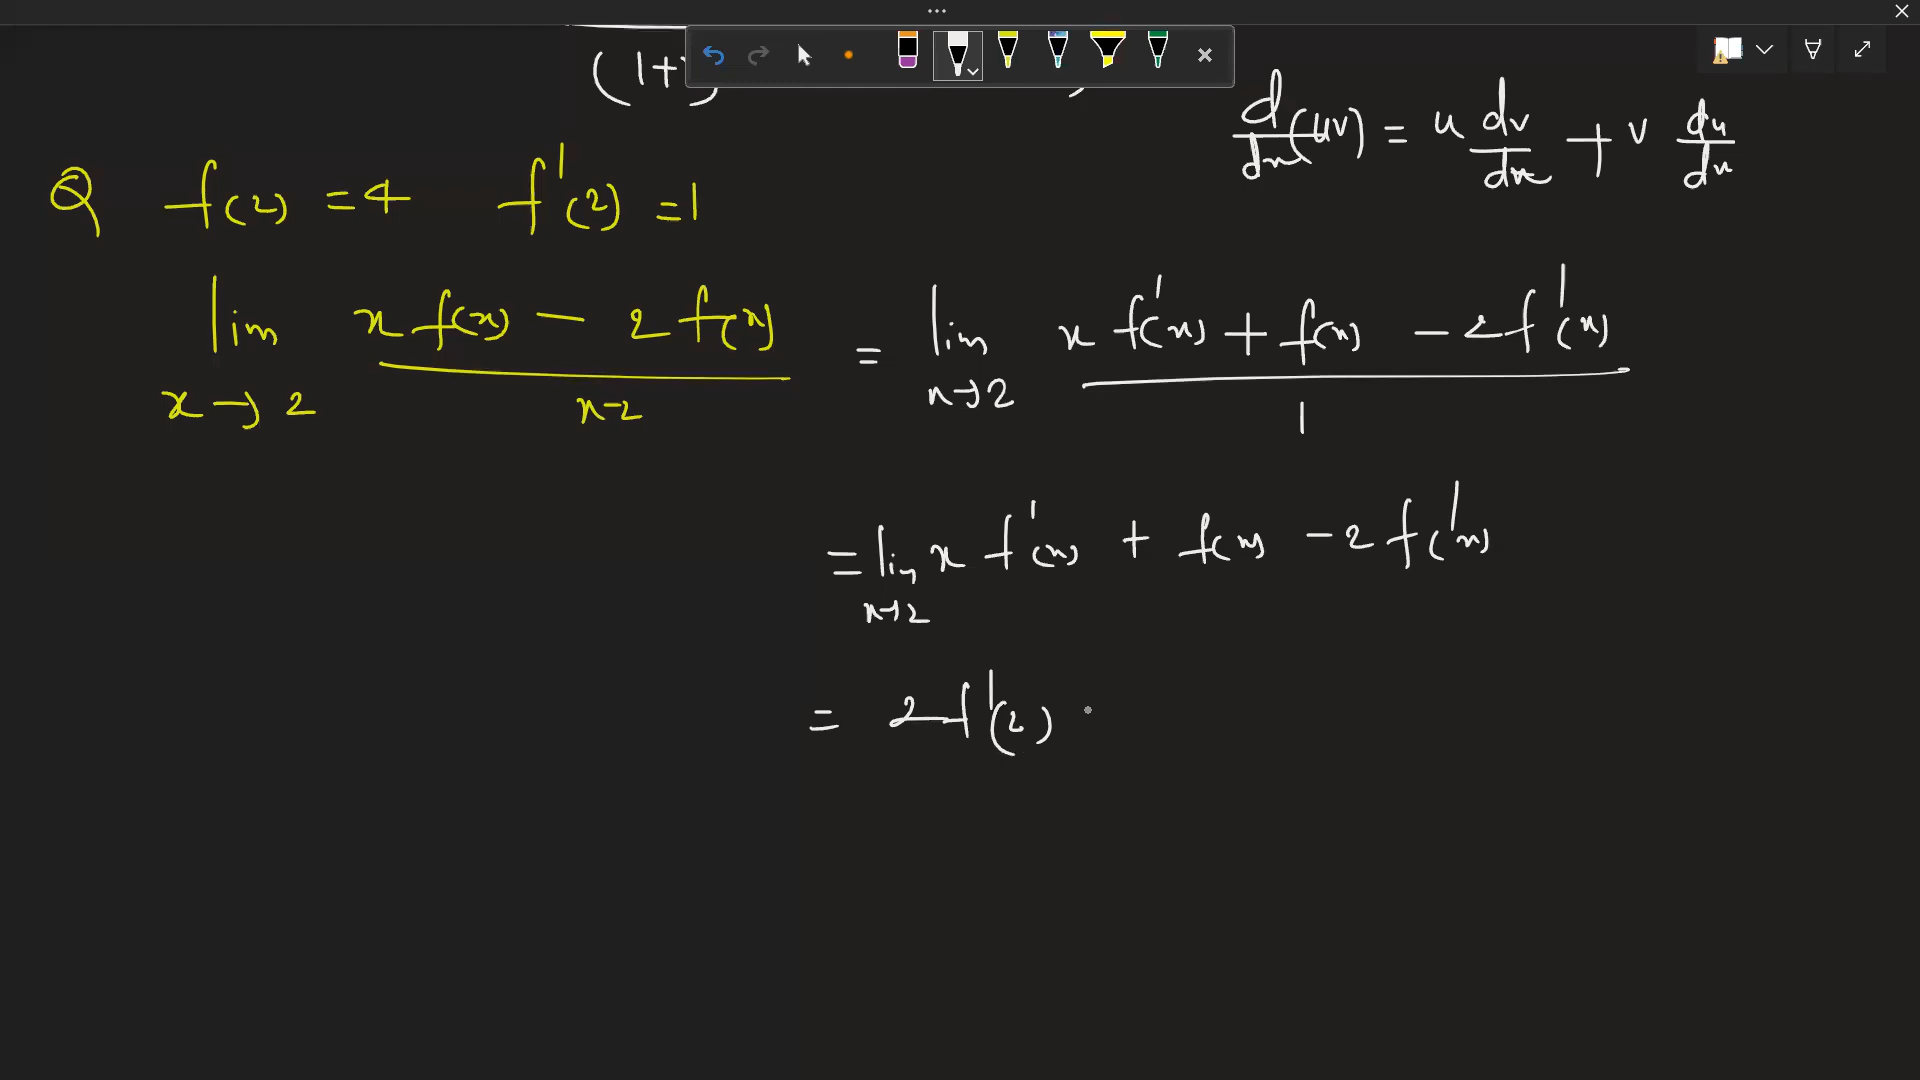 (1+
d/dx (uv) = u dv/dx + v du/dx
Q f(2) = 4 f'(2) = 1
lim x→2 (x f(x) − 2 f(x)) / (x-2) = lim x→2 (x f'(x) + f(x) − 2 f'(x)) / 1
= lim x→2 x f'(x) + f(x) − 2 f'(x)
= 2 f'(2)